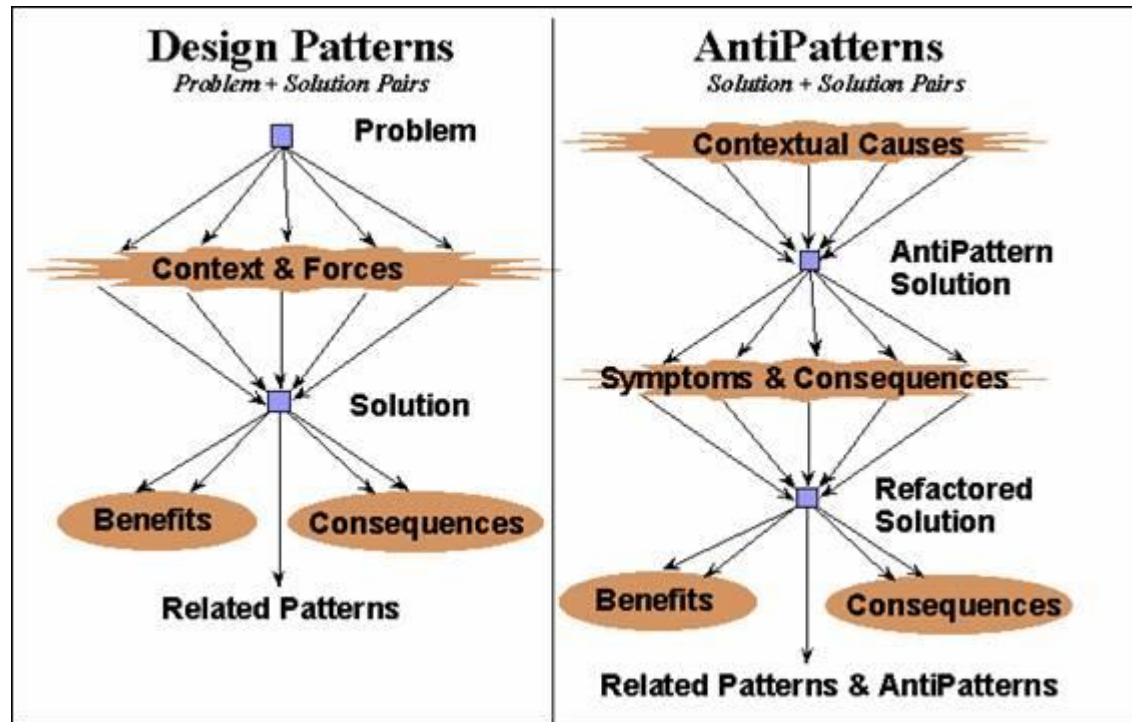 Design Patterns
Problem + Solution Pairs
Problem
Context & Forces
Solution
Benefits
Consequences
Related Patterns
AntiPatterns
Solution + Solution Pairs
Contextual Causes
AntiPattern
Solution
Symptoms & Consequences
Refactored
Solution
Benefits
Consequences
Related Patterns & AntiPatterns